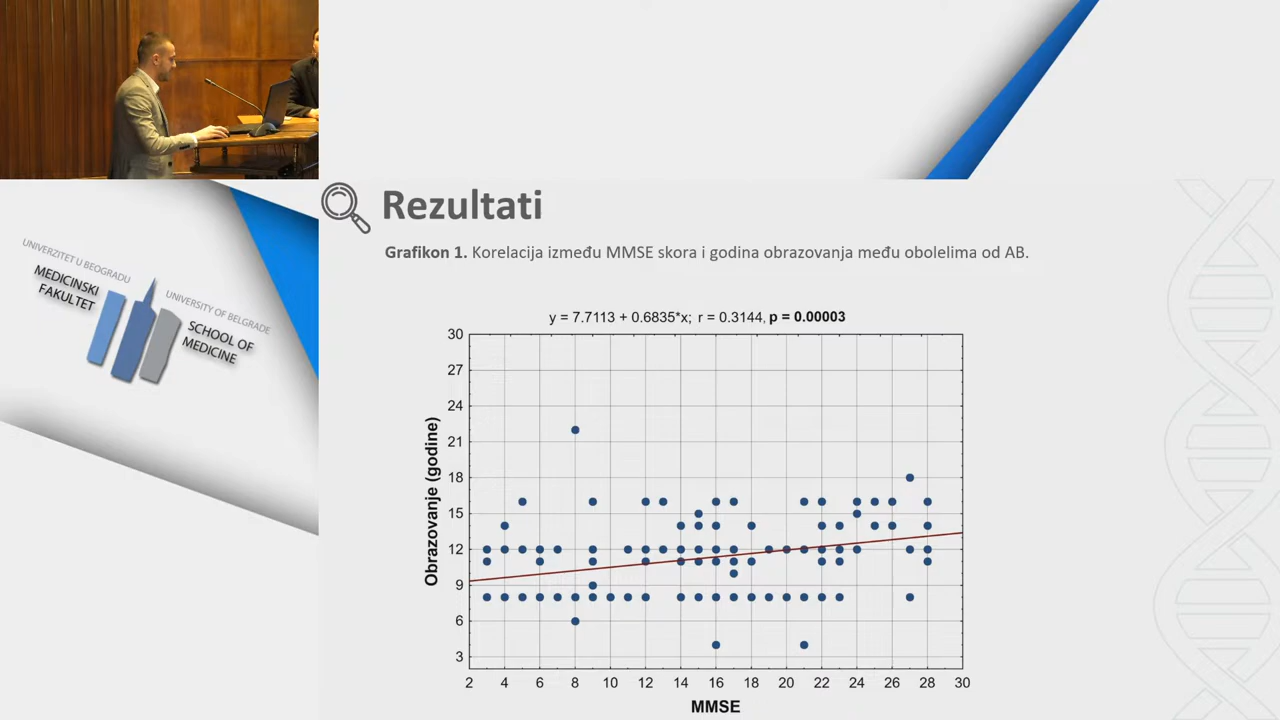 Rezultati
Grafikon 1. Korelacija između MMSE skora i godina obrazovanja među obolelima od AB.
UNIVERZITET U BEOGRADU
MEDICINSKI
FAKULTET
UNIVERSITY OF BELGRADE
SCHOOL OF
MEDICINE
y = 7.7113 + 0.6835*x; r = 0.3144, p = 0.00003
30
27
24
21
18
15
12
9
6
3
Obrazovanje (godine)
2 4 6 8 10 12 14 16 18 20 22 24 26 28 30
MMSE